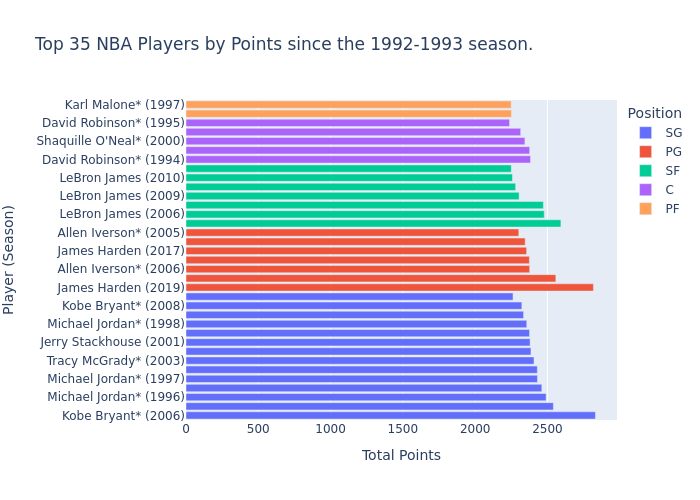 Top 35 NBA Players by Points since the 1992-1993 season.
Player (Season)
Karl Malone* (1997)
David Robinson* (1995)
Shaquille O'Neal* (2000)
David Robinson* (1994)
LeBron James (2010)
LeBron James (2009)
LeBron James (2006)
Allen Iverson* (2005)
James Harden (2017)
Allen Iverson* (2006)
James Harden (2019)
Kobe Bryant* (2008)
Michael Jordan* (1998)
Jerry Stackhouse (2001)
Tracy McGrady* (2003)
Michael Jordan* (1997)
Michael Jordan* (1996)
Kobe Bryant* (2006)
0 500 1000 1500 2000 2500
Total Points
Position
SG
PG
SF
C
PF